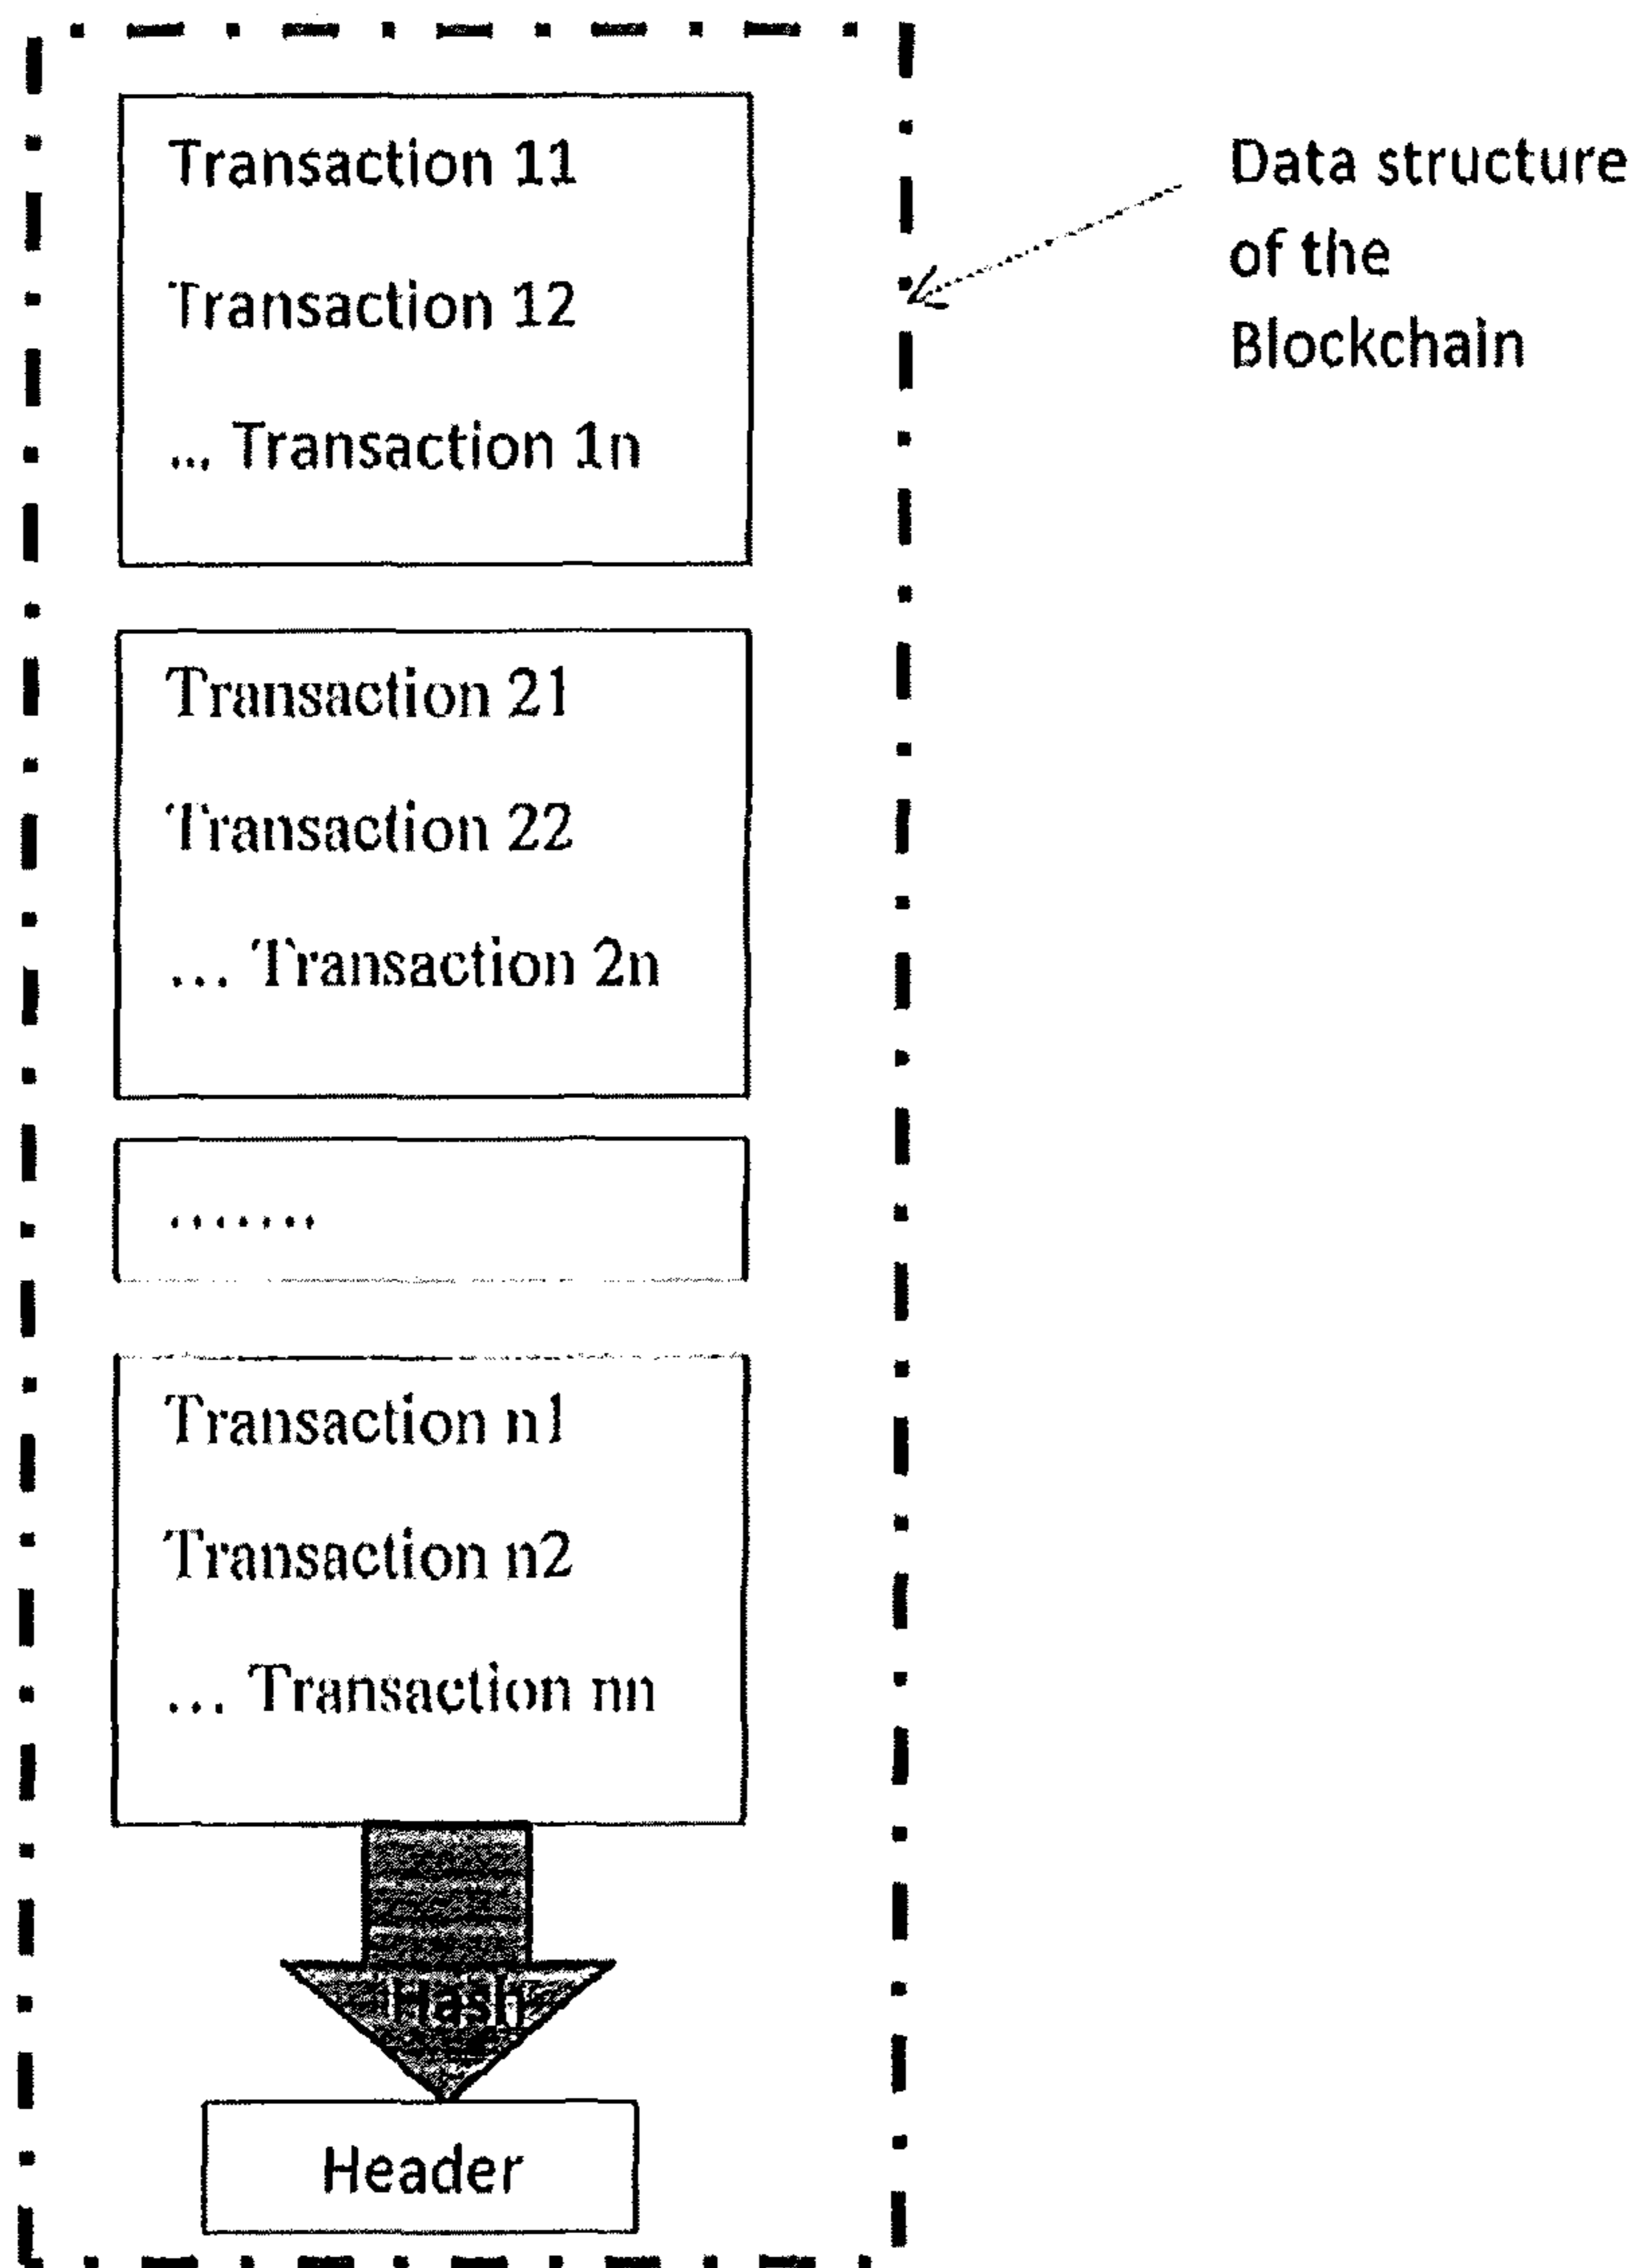 Transaction 11
Transaction 12
... Transaction 1n
Data structure
of the
Blockchain
Transaction 21
Transaction 22
... Transaction 2n
.......
Transaction n1
Transaction n2
... Transaction nn
Hash
Header